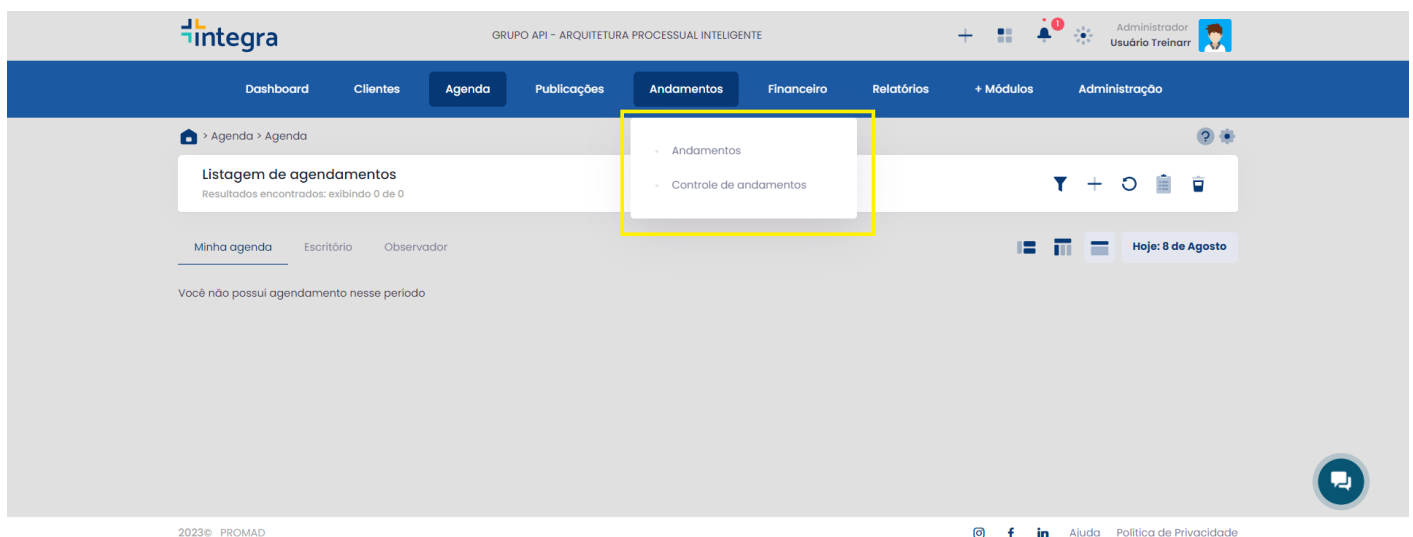 integra
GRUPO API - ARQUITETURA PROCESSUAL INTELIGENTE
1
Administrador
Usuário Treinarr
Dashboard Clientes Agenda Publicações Andamentos Financeiro Relatórios + Módulos Administração
> Agenda > Agenda
?
Andamentos
Controle de andamentos
Listagem de agendamentos
Resultados encontrados: exibindo 0 de 0
Minha agenda Escritório Observador
Hoje: 8 de Agosto
Você não possui agendamento nesse período
2023© PROMAD
f in Ajuda Política de Privacidade